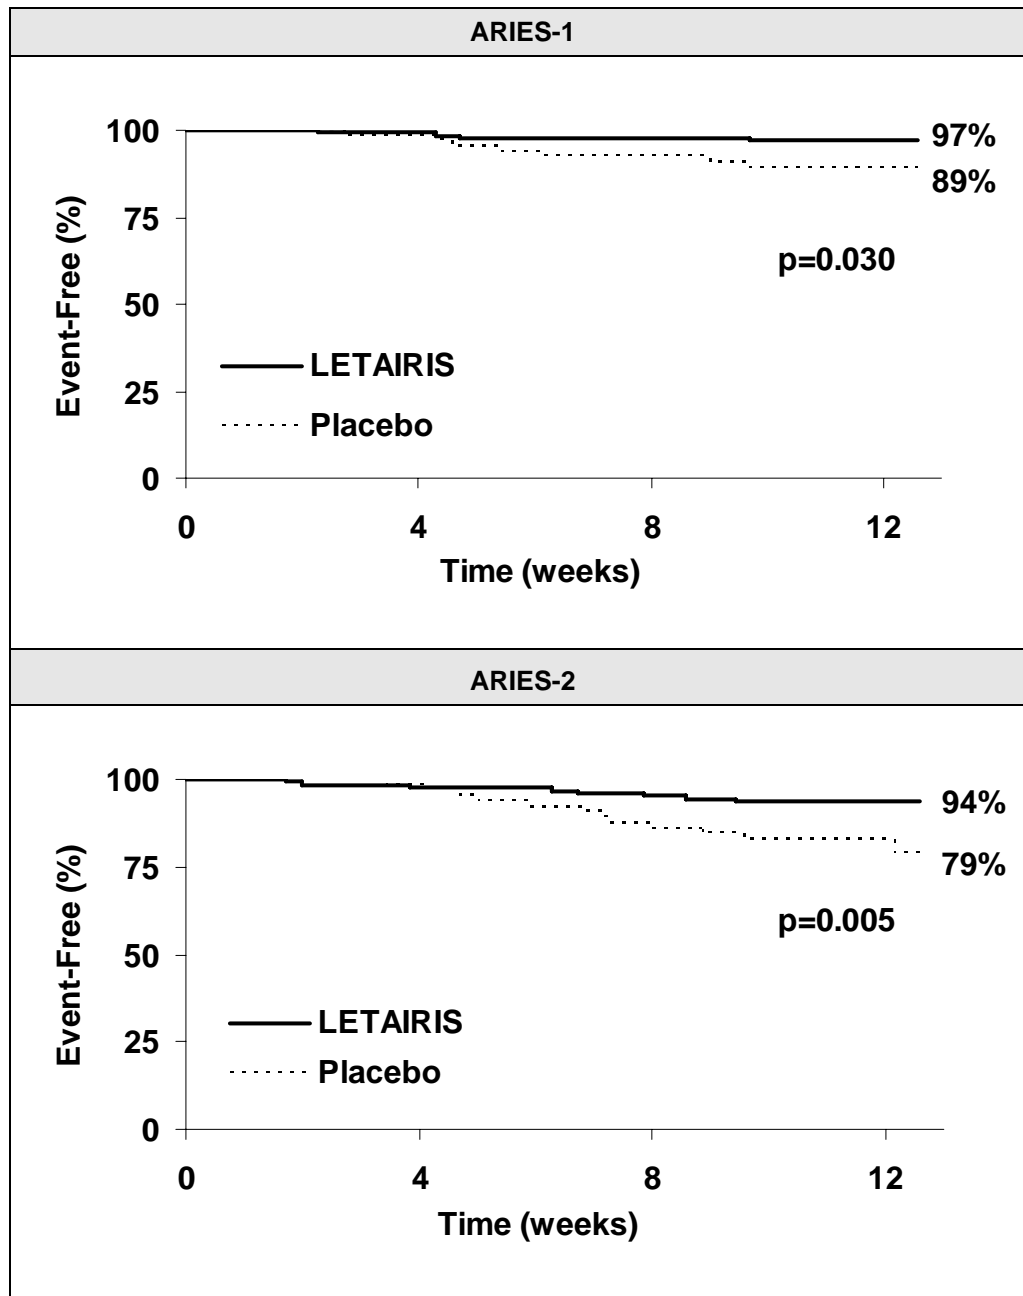 ARIES-1
100
97%
89%
75
p=0.030
Event-Free (%)
50
LETAIRIS
25
Placebo
0
0 4 8 12
Time (weeks)
ARIES-2
100
94%
79%
75
p=0.005
Event-Free (%)
50
LETAIRIS
25
Placebo
0
0 4 8 12
Time (weeks)